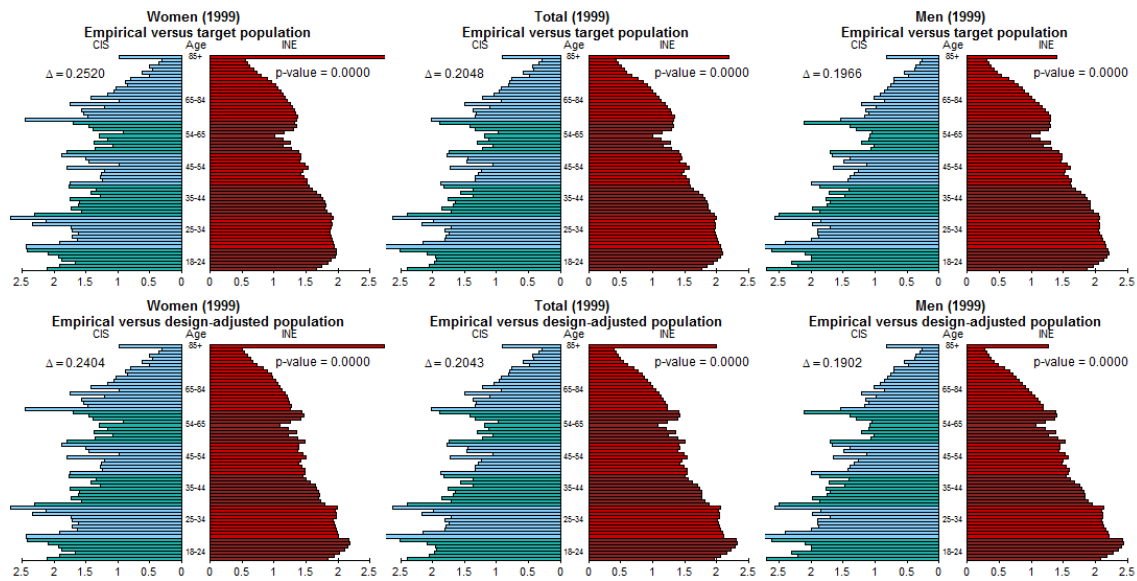 Women (1999)
Empirical versus target population
CIS Age INE
85+
Δ = 0.2520
p-value = 0.0000
65-84
54-65
45-54
35-44
25-34
18-24
2.5 2 1.5 1 0.5 0 0 0.5 1 1.5 2 2.5
Total (1999)
Empirical versus target population
CIS Age INE
85+
Δ = 0.2048
p-value = 0.0000
65-84
54-65
45-54
35-44
25-34
18-24
2.5 2 1.5 1 0.5 0 0 0.5 1 1.5 2 2.5
Men (1999)
Empirical versus target population
CIS Age INE
85+
Δ = 0.1966
p-value = 0.0000
65-84
54-65
45-54
35-44
25-34
18-24
2.5 2 1.5 1 0.5 0 0 0.5 1 1.5 2 2.5
Women (1999)
Empirical versus design-adjusted population
CIS Age INE
85+
Δ = 0.2404
p-value = 0.0000
65-84
54-65
45-54
35-44
25-34
18-24
2.5 2 1.5 1 0.5 0 0 0.5 1 1.5 2 2.5
Total (1999)
Empirical versus design-adjusted population
CIS Age INE
85+
Δ = 0.2043
p-value = 0.0000
65-84
54-65
45-54
35-44
25-34
18-24
2.5 2 1.5 1 0.5 0 0 0.5 1 1.5 2 2.5
Men (1999)
Empirical versus design-adjusted population
CIS Age INE
85+
Δ = 0.1902
p-value = 0.0000
65-84
54-65
45-54
35-44
25-34
18-24
2.5 2 1.5 1 0.5 0 0 0.5 1 1.5 2 2.5